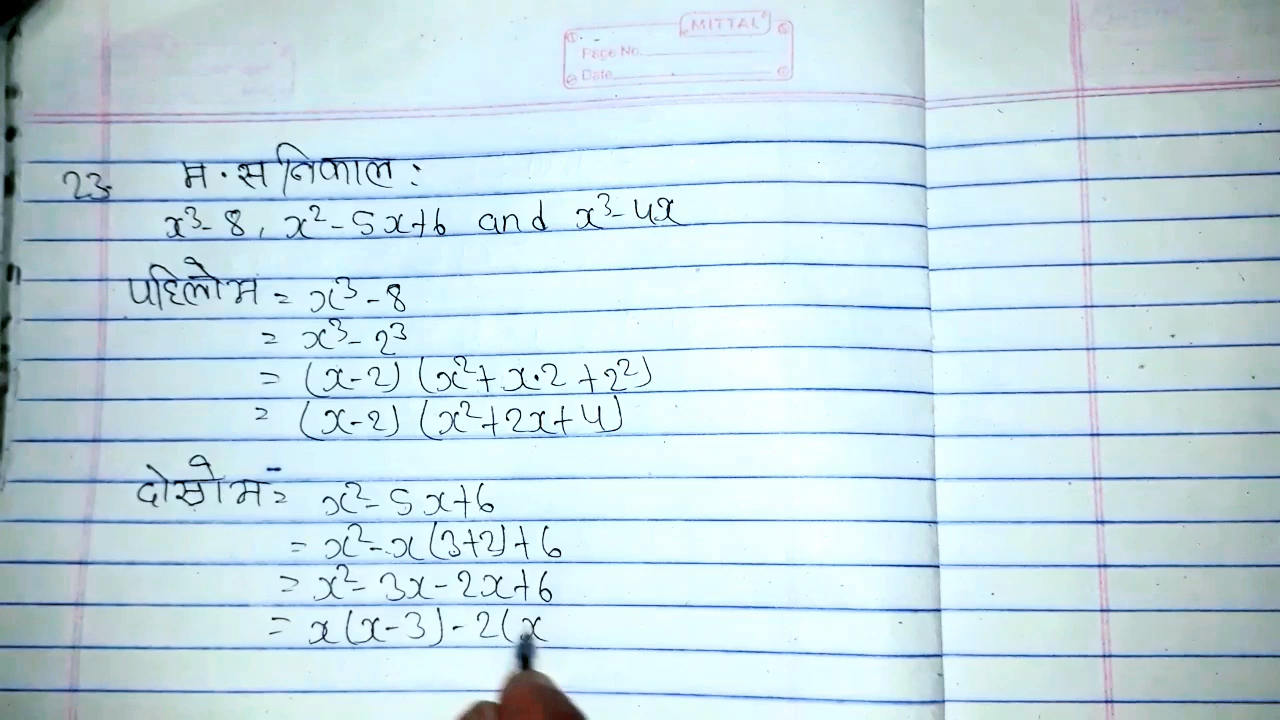 MITTAL
Page No.
Date
23. म.स निकाल:
x³-8, x²-5x+6 and x³-4x
= x³-8
= x³-2³
= (x-2) (x²+x·2+2²)
= (x-2) (x²+2x+4)
= x²-5x+6
= x²-x(3+2)+6
= x²-3x-2x+6
= x(x-3)-2(x